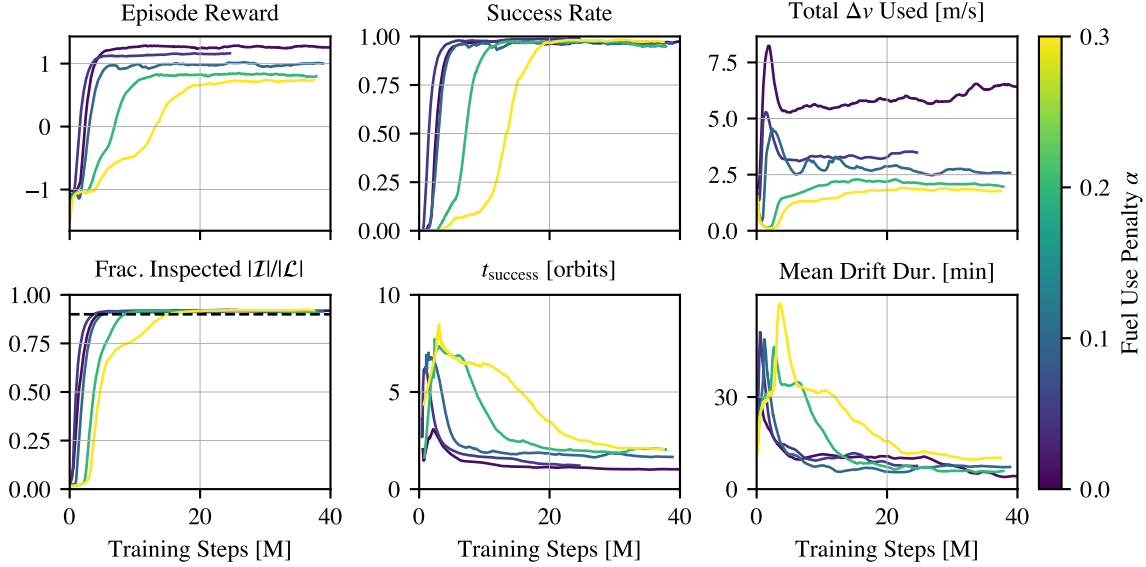 Episode Reward
Success Rate
Total Δv Used [m/s]
1
0
−1
1.00
0.75
0.50
0.25
0.00
7.5
5.0
2.5
0.0
Frac. Inspected |ℐ|/|ℒ|
t_success [orbits]
Mean Drift Dur. [min]
1.00
0.75
0.50
0.25
0.00
0 20 40
Training Steps [M]
10
5
0
0 20 40
Training Steps [M]
30
0
0 20 40
Training Steps [M]
0.3
0.2
0.1
0.0
Fuel Use Penalty α